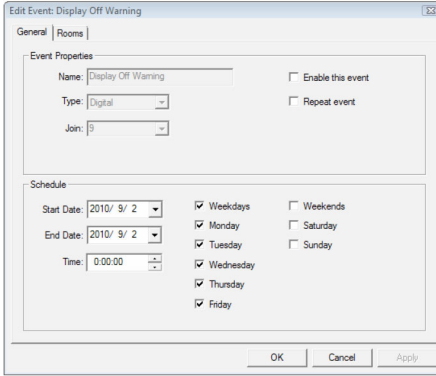 Edit Event: Display Off Warning
General Rooms
Event Properties
Name: Display Off Warning
Enable this event
Type: Digital
Repeat event
Join: 9
Schedule
Start Date: 2010/ 9/ 2
Weekdays
Weekends
End Date: 2010/ 9/ 2
Monday
Saturday
Tuesday
Sunday
Time: 0:00:00
Wednesday
Thursday
Friday
OK Cancel Apply